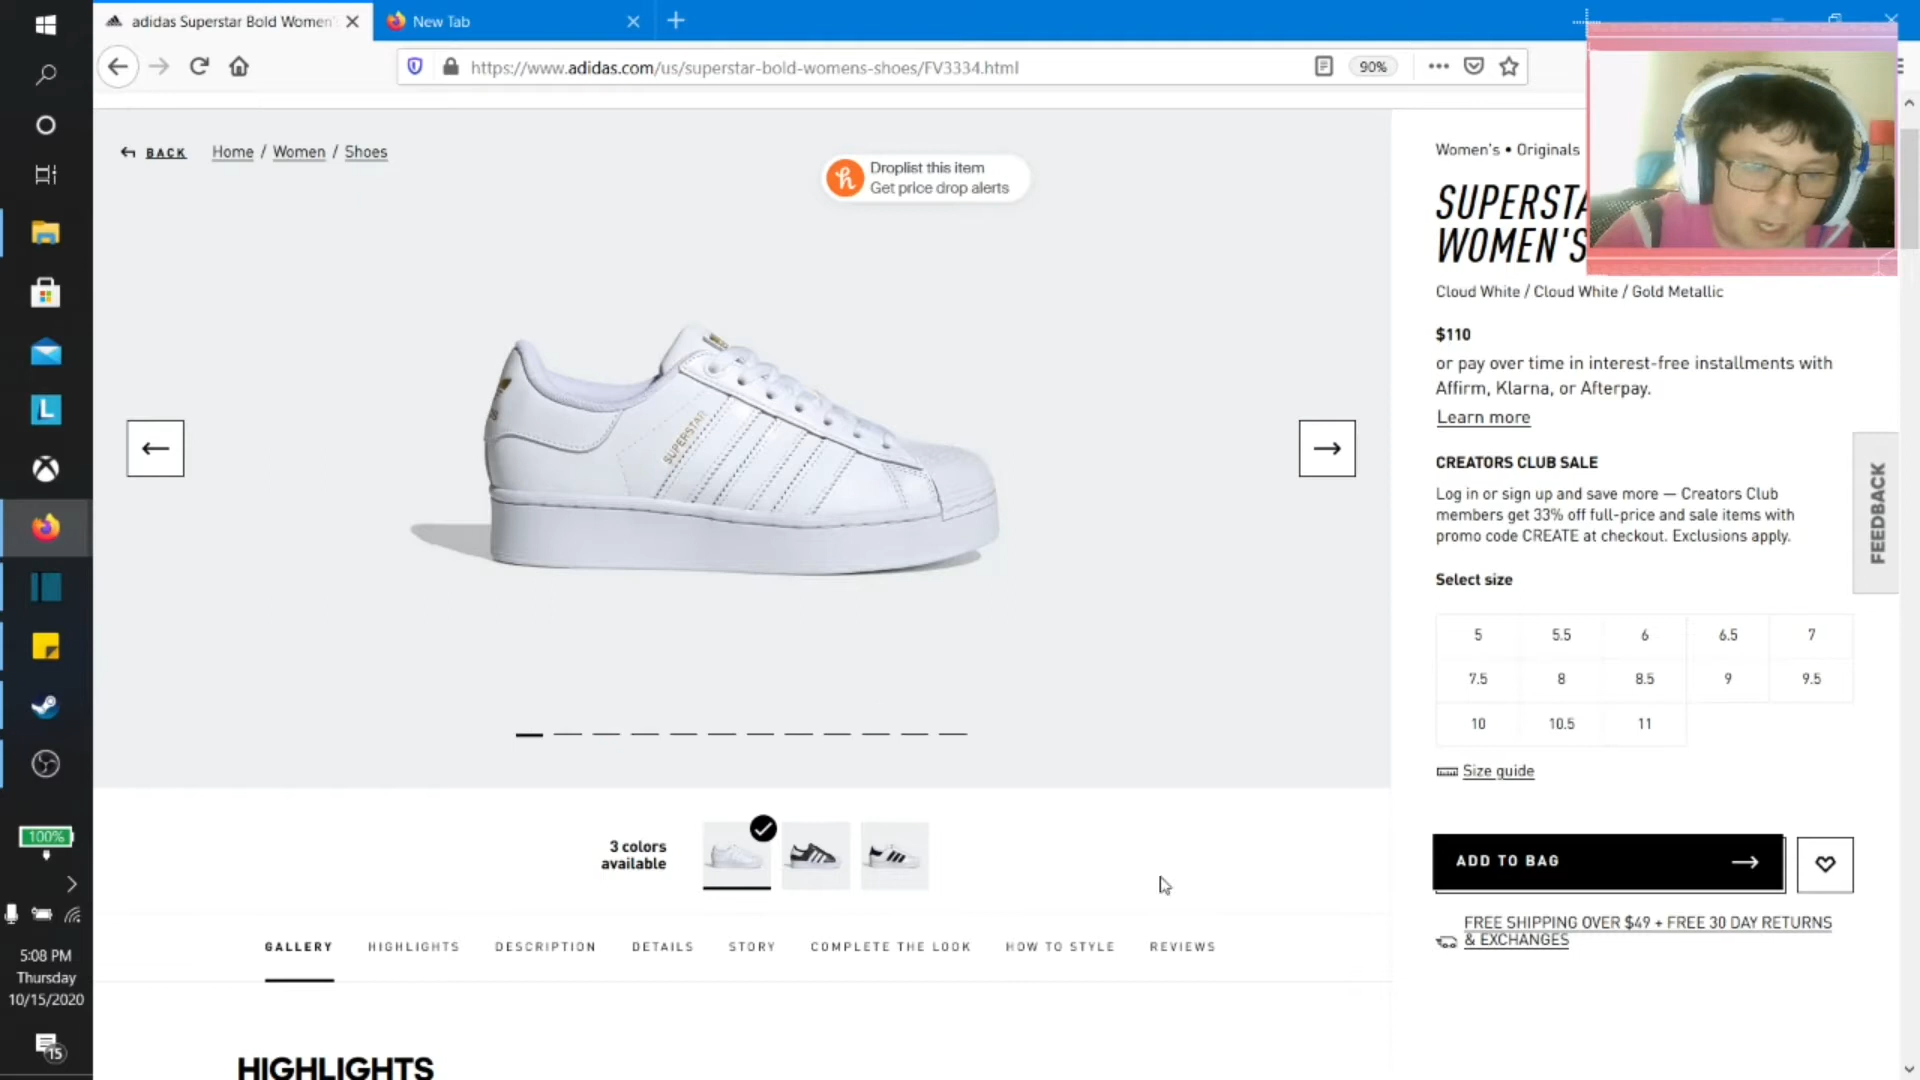 adidas Superstar Bold Women'
New Tab
https://www.adidas.com/us/superstar-bold-womens-shoes/FV3334.html
90%
BACK
Home / Women / Shoes
Droplist this item
Get price drop alerts
Women's • Originals
SUPERSTA
WOMEN'S
Cloud White / Cloud White / Gold Metallic
$110
or pay over time in interest-free installments with
Affirm, Klarna, or Afterpay.
Learn more
CREATORS CLUB SALE
Log in or sign up and save more — Creators Club
members get 33% off full-price and sale items with
promo code CREATE at checkout. Exclusions apply.
Select size
5 5.5 6 6.5 7
7.5 8 8.5 9 9.5
10 10.5 11
Size guide
ADD TO BAG
FREE SHIPPING OVER $49 + FREE 30 DAY RETURNS
& EXCHANGES
FEEDBACK
SUPERSTAR
3 colors
available
GALLERY HIGHLIGHTS DESCRIPTION DETAILS STORY COMPLETE THE LOOK HOW TO STYLE REVIEWS
HIGHLIGHTS
L
100%
5:08 PM
Thursday
10/15/2020
15